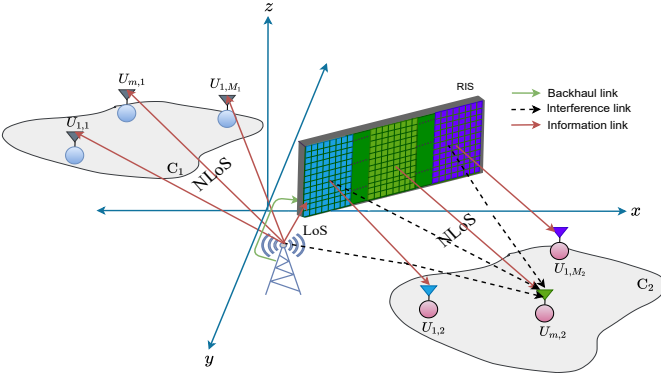 z
U_{m,1}
U_{1,M_1}
U_{1,1}
C_1
NLoS
RIS
Backhaul link
Interference link
Information link
x
LoS
NLoS
U_{1,M_2}
C_2
U_{1,2}
U_{m,2}
y